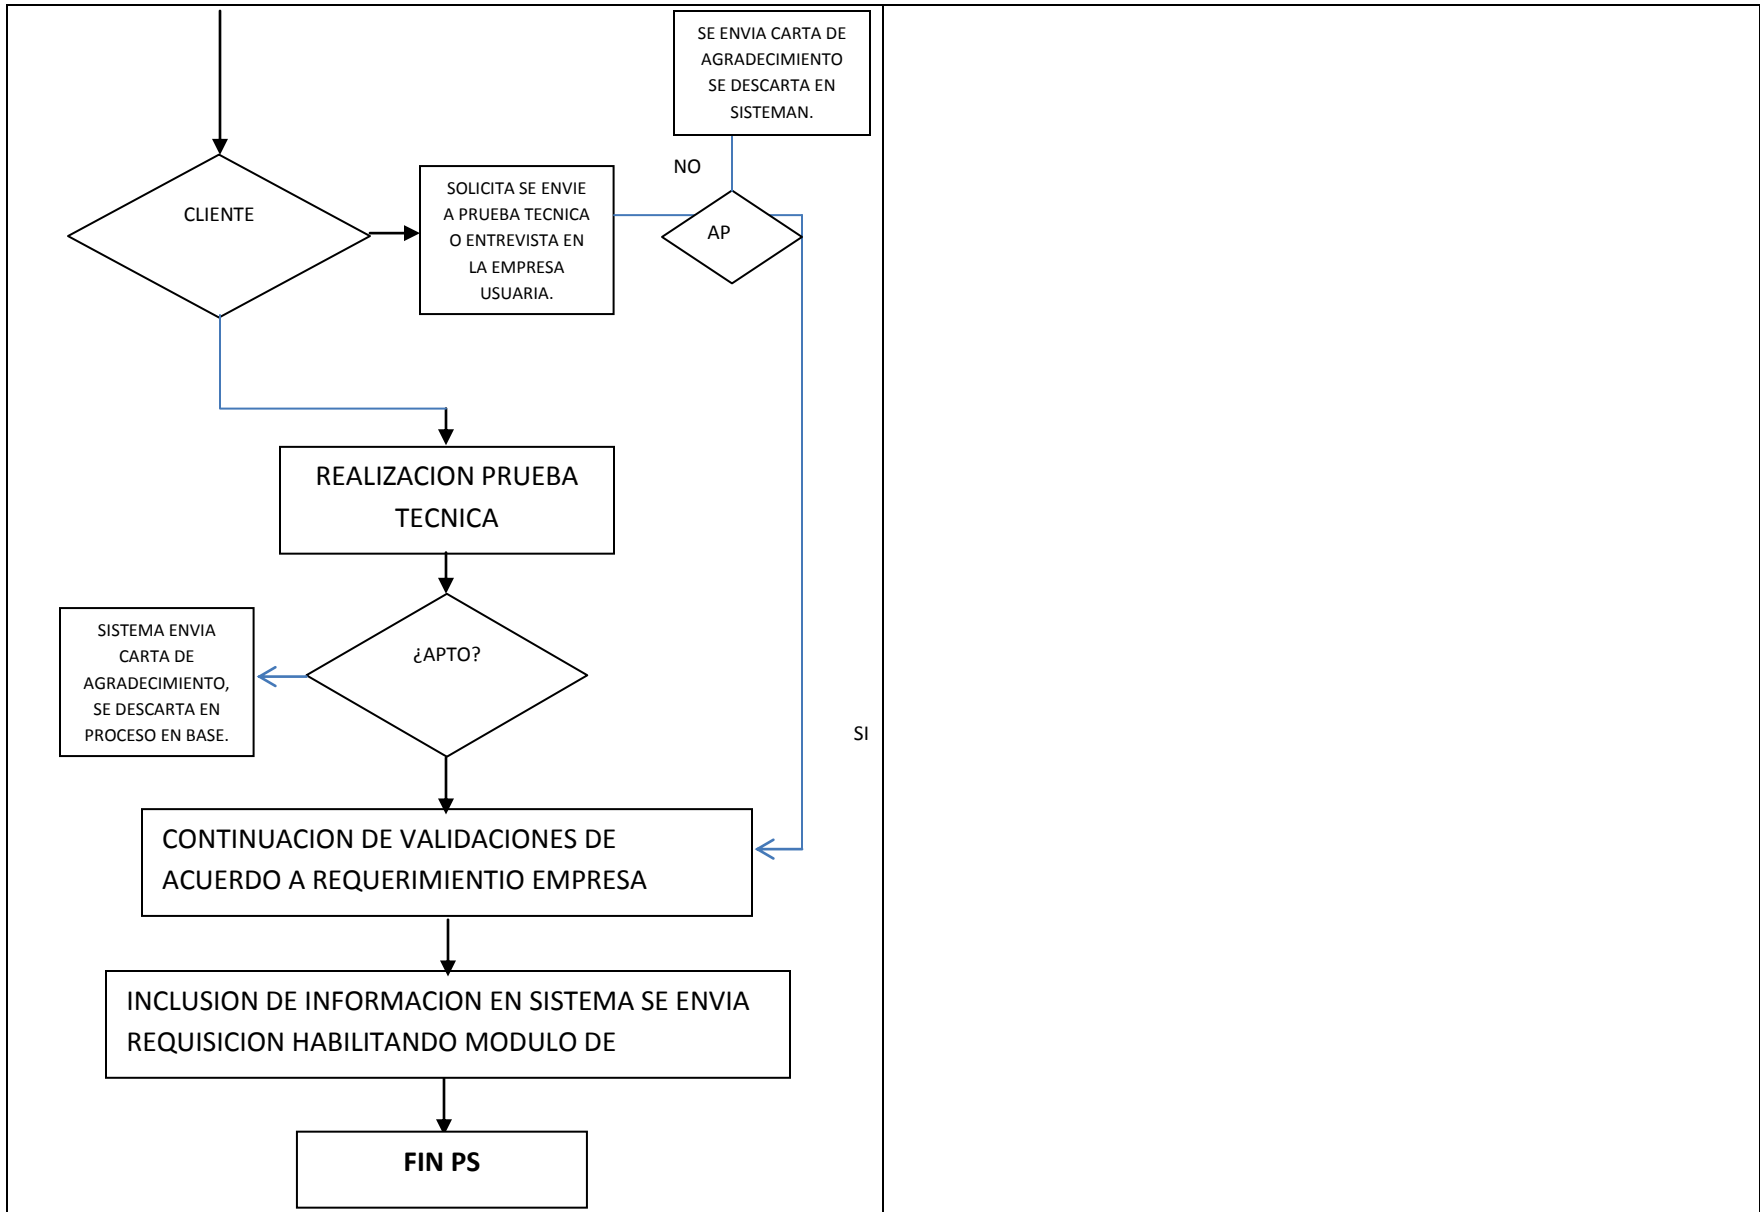 SE ENVIA CARTA DE
AGRADECIMIENTO
SE DESCARTA EN
SISTEMAN.
NO
CLIENTE
SOLICITA SE ENVIE
A PRUEBA TECNICA
O ENTREVISTA EN
LA EMPRESA
USUARIA.
AP
REALIZACION PRUEBA
TECNICA
SISTEMA ENVIA
CARTA DE
AGRADECIMIENTO,
SE DESCARTA EN
PROCESO EN BASE.
¿APTO?
SI
CONTINUACION DE VALIDACIONES DE
ACUERDO A REQUERIMIENTIO EMPRESA
INCLUSION DE INFORMACION EN SISTEMA SE ENVIA
REQUISICION HABILITANDO MODULO DE
FIN PS